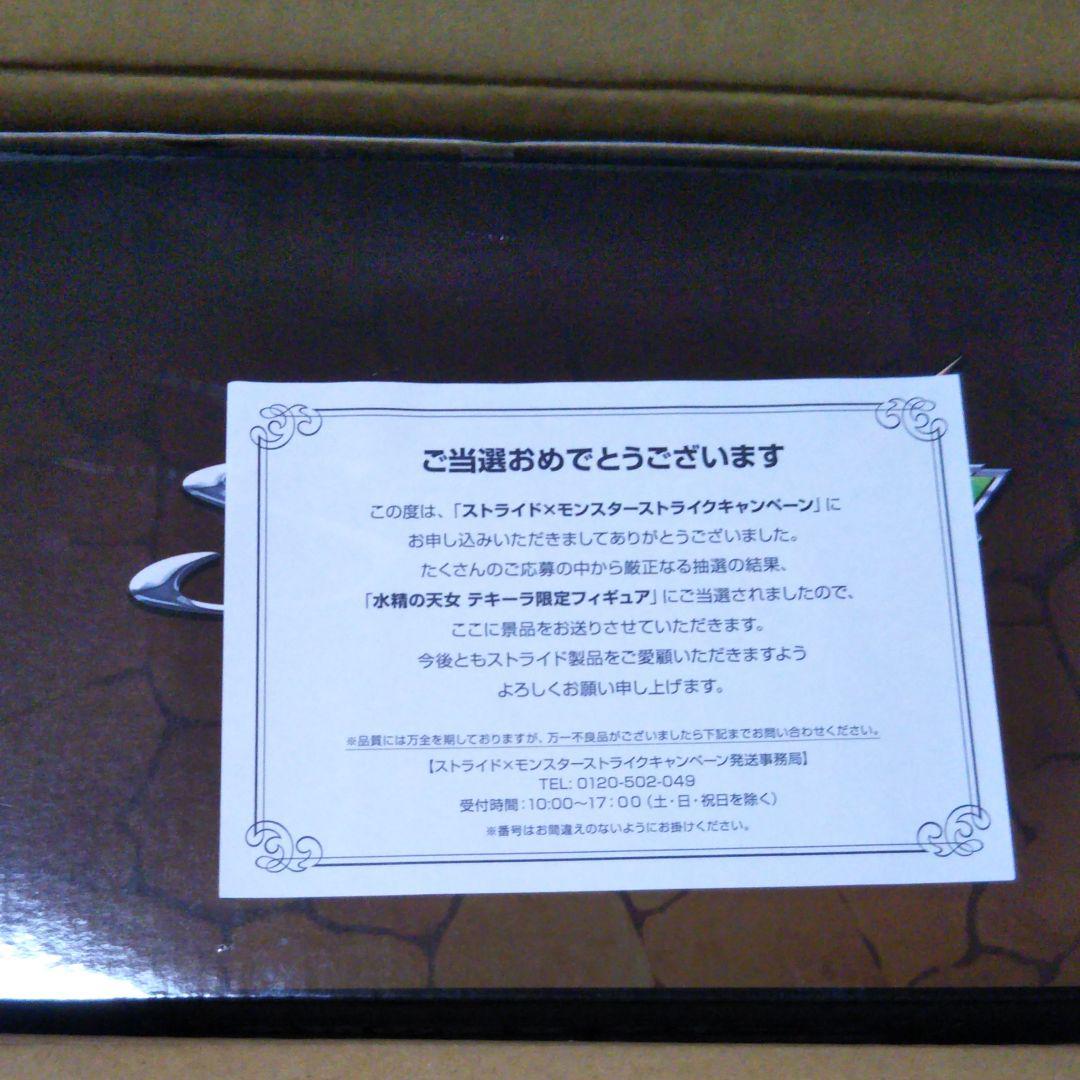 ご当選おめでとうございます
この度は、「ストライド×モンスターストライクキャンペーン」に
お申し込みいただきましてありがとうございました。
たくさんのご応募の中から厳正なる抽選の結果、
「水精の天女 テキーラ限定フィギュア」にご当選されましたので、
ここに景品をお送りさせていただきます。
今後ともストライド製品をご愛顧いただきますよう
よろしくお願い申し上げます。
※品質には万全を期しておりますが、万一不良品がございましたら下記までお問い合わせください。
【ストライド×モンスターストライクキャンペーン発送事務局】
TEL: 0120-502-049
受付時間：10:00〜17：00（土・日・祝日を除く）
※番号はお間違えのないようにお掛けください。